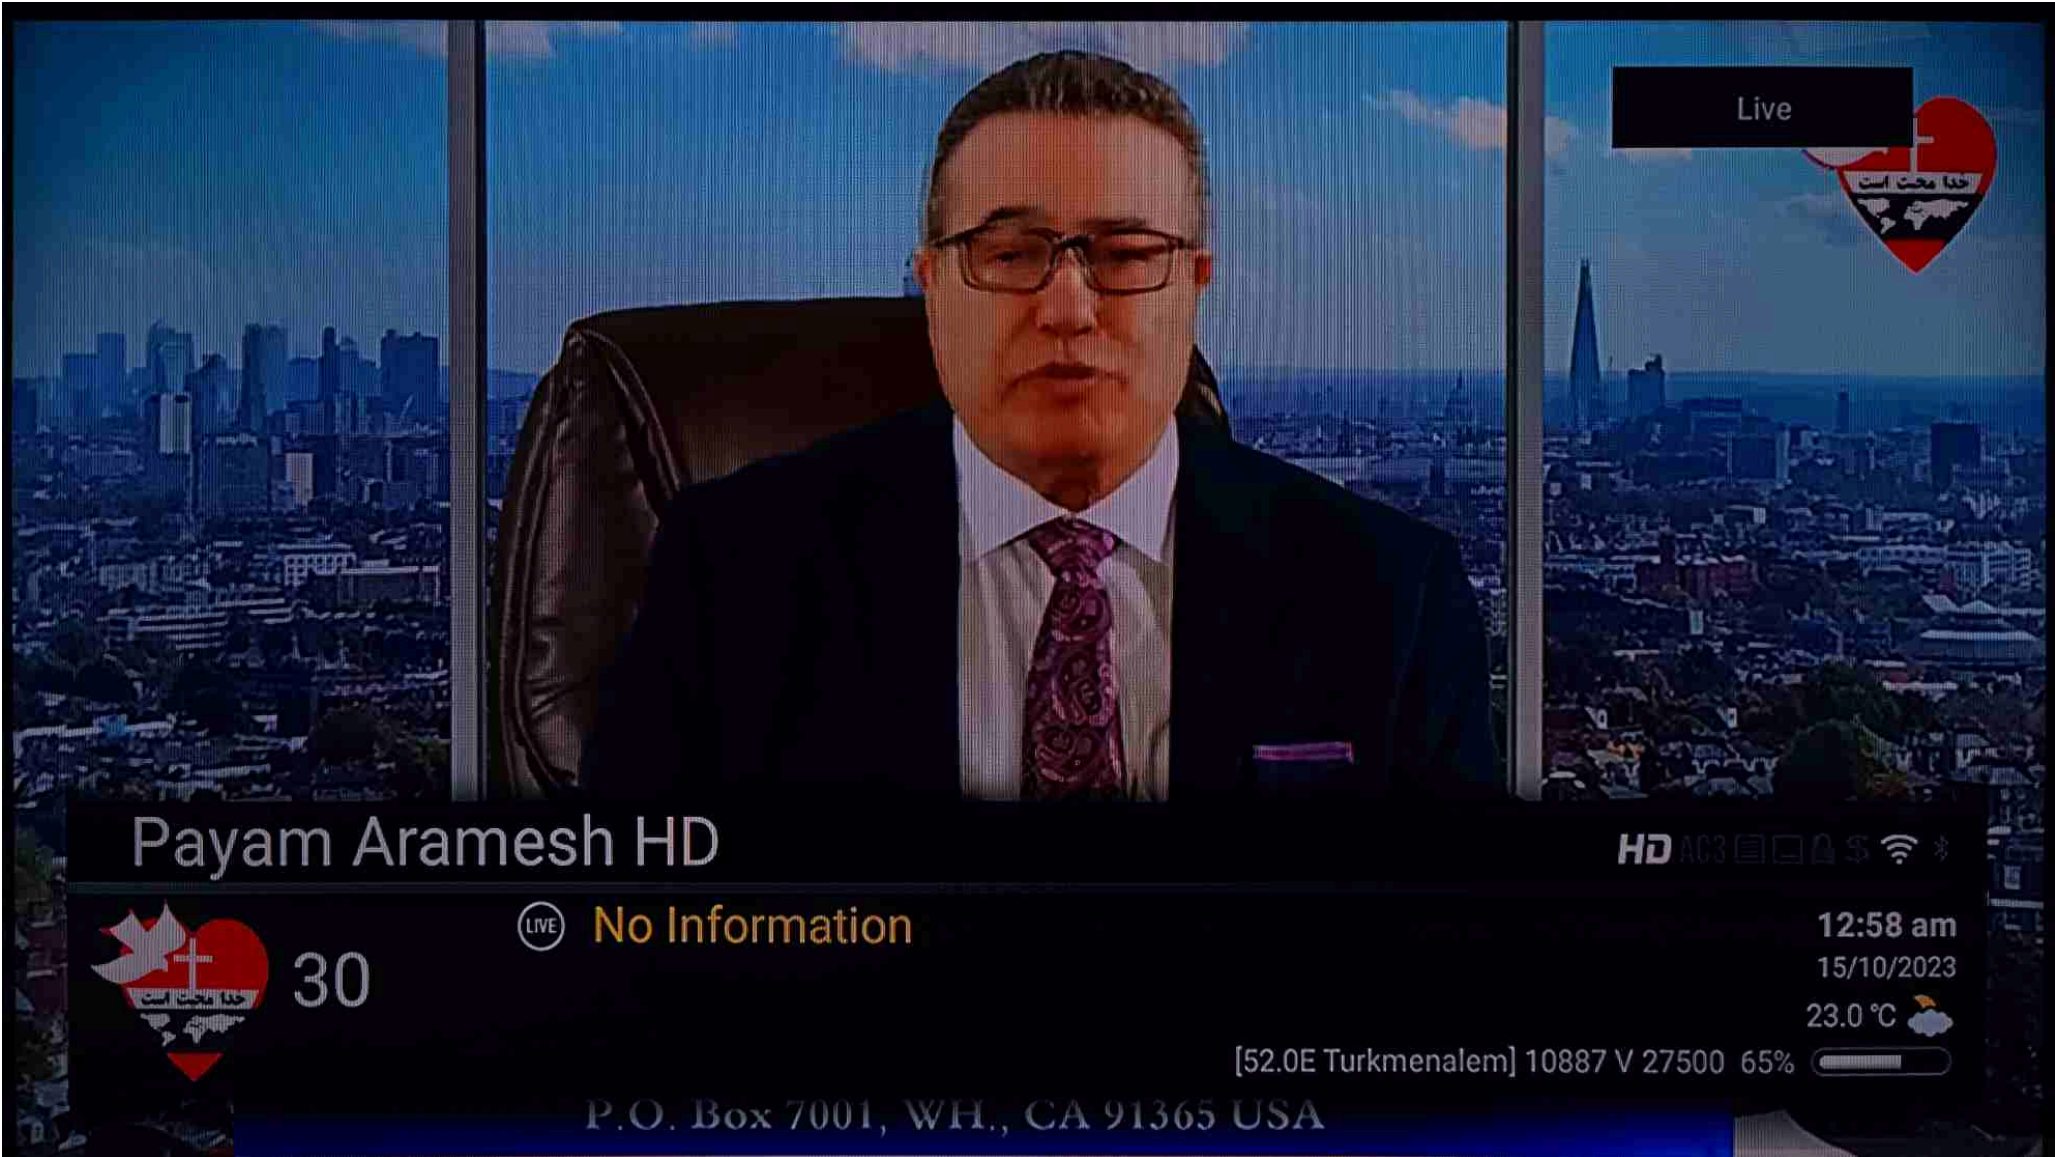 Live
خدا محبت است
Payam Aramesh HD
HD AC3 $
LIVE No Information
30
12:58 am
15/10/2023
23.0 °C
[52.0E Turkmenalem] 10887 V 27500 65%
P.O. Box 7001, WH., CA 91365 USA